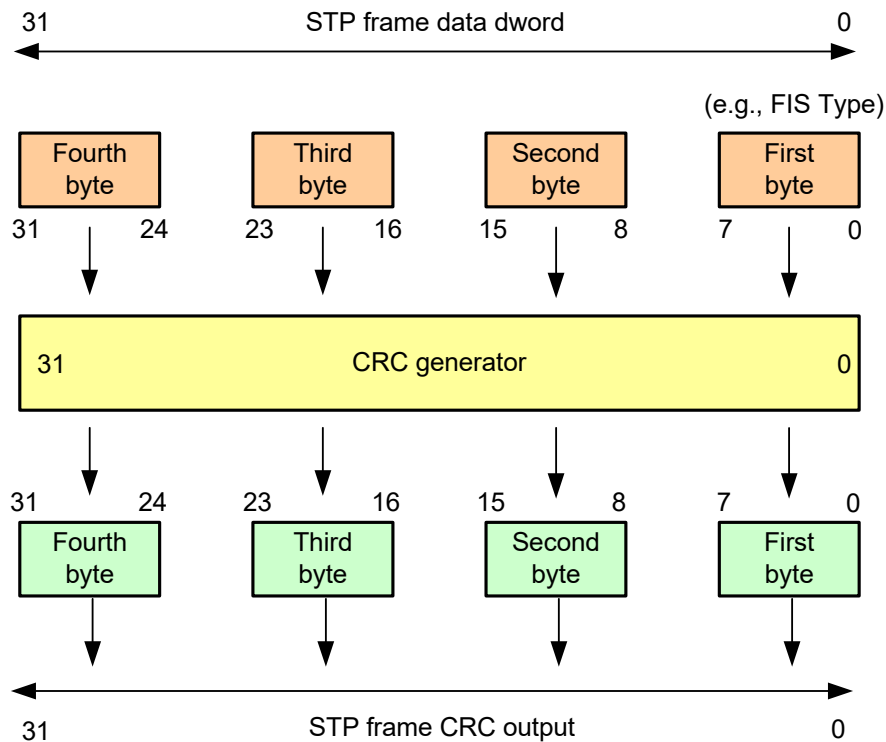 31 STP frame data dword 0
(e.g., FIS Type)
Fourth byte Third byte Second byte First byte
31 24 23 16 15 8 7 0
31 CRC generator 0
31 24 23 16 15 8 7 0
Fourth byte Third byte Second byte First byte
31 STP frame CRC output 0